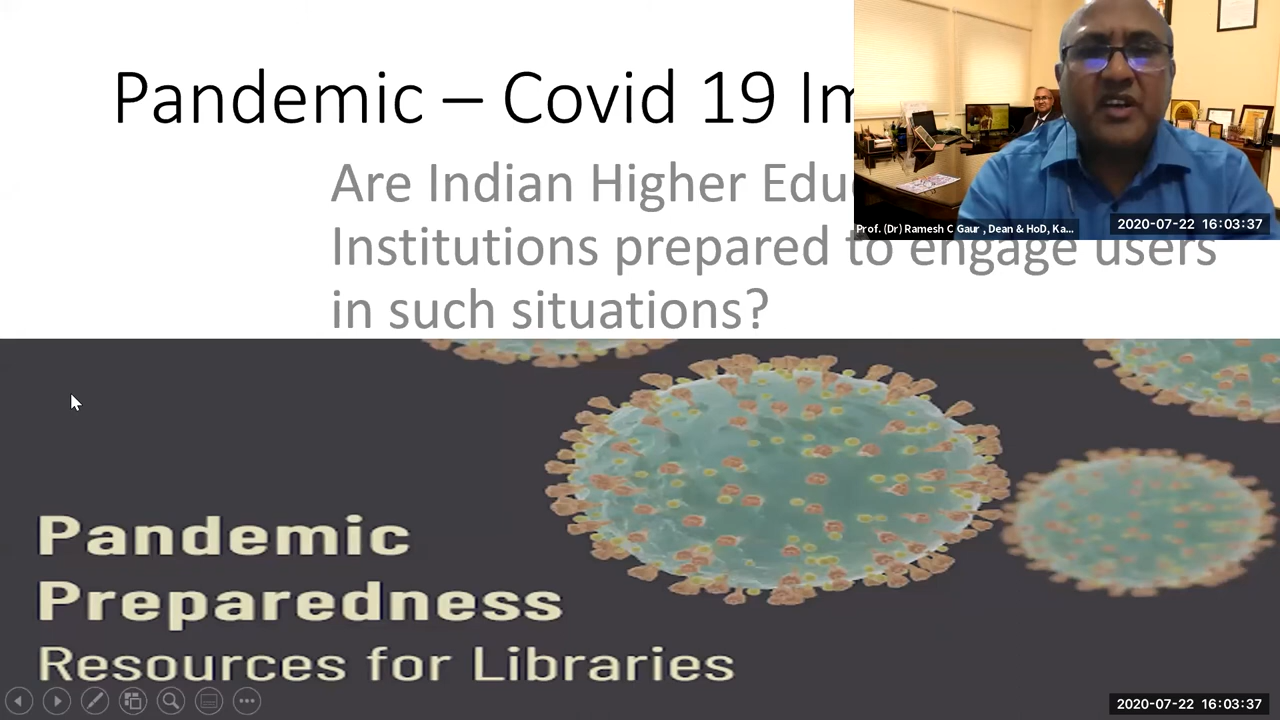 Pandemic – Covid 19 Im
Are Indian Higher Edu
Institutions prepared to engage users
in such situations?
Prof. (Dr) Ramesh C Gaur , Dean & HoD, Ka...
2020-07-22 16:03:37
Pandemic
Preparedness
Resources for Libraries
2020-07-22 16:03:37